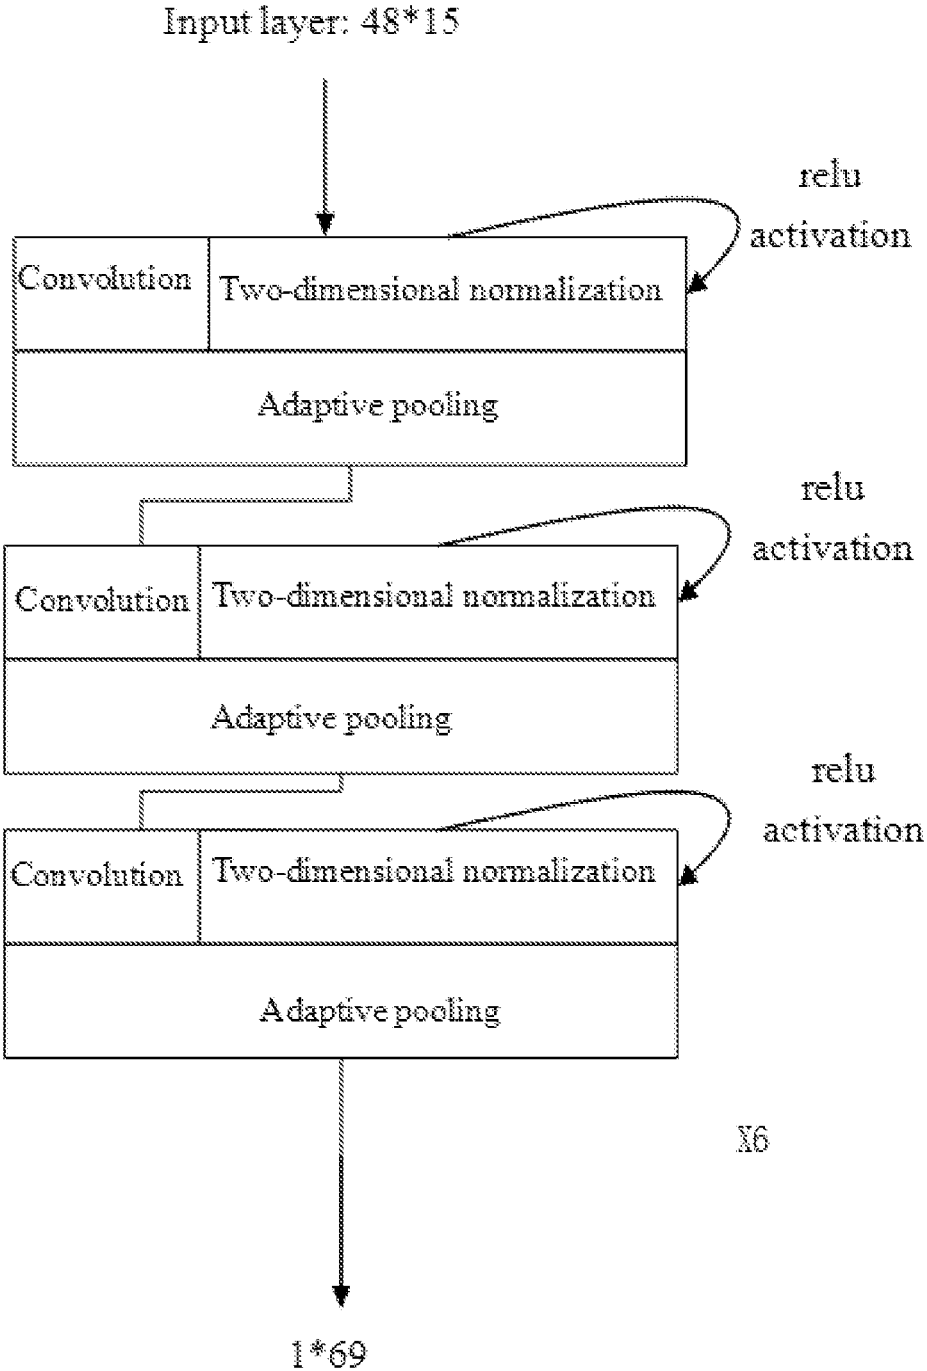 Input layer: 48*15
relu
activation
Convolution
Two-dimensional normalization
Adaptive pooling
relu
activation
Convolution
Two-dimensional normalization
Adaptive pooling
relu
activation
Convolution
Two-dimensional normalization
Adaptive pooling
X6
1*69